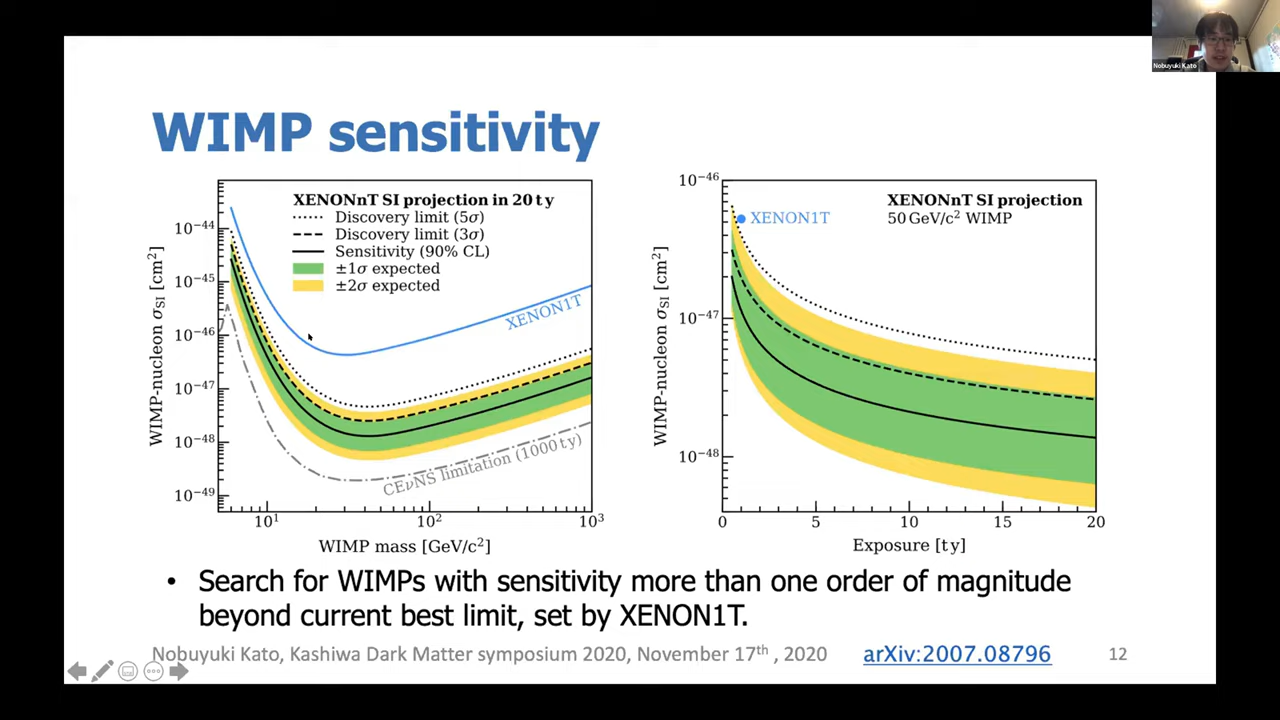 Nobuyuki Kato
WIMP sensitivity
XENONnT SI projection in 20 t y
Discovery limit (5σ)
Discovery limit (3σ)
Sensitivity (90% CL)
±1σ expected
±2σ expected
XENON1T
CEνNS limitation (1000 t y)
WIMP-nucleon σSI [cm²]
10⁻⁴⁴
10⁻⁴⁵
10⁻⁴⁶
10⁻⁴⁷
10⁻⁴⁸
10⁻⁴⁹
10¹ 10² 10³
WIMP mass [GeV/c²]
XENONnT SI projection
50 GeV/c² WIMP
XENON1T
WIMP-nucleon σSI [cm²]
10⁻⁴⁶
10⁻⁴⁷
10⁻⁴⁸
0 5 10 15 20
Exposure [t y]
• Search for WIMPs with sensitivity more than one order of magnitude
beyond current best limit, set by XENON1T.
Nobuyuki Kato, Kashiwa Dark Matter symposium 2020, November 17th , 2020 arXiv:2007.08796 12